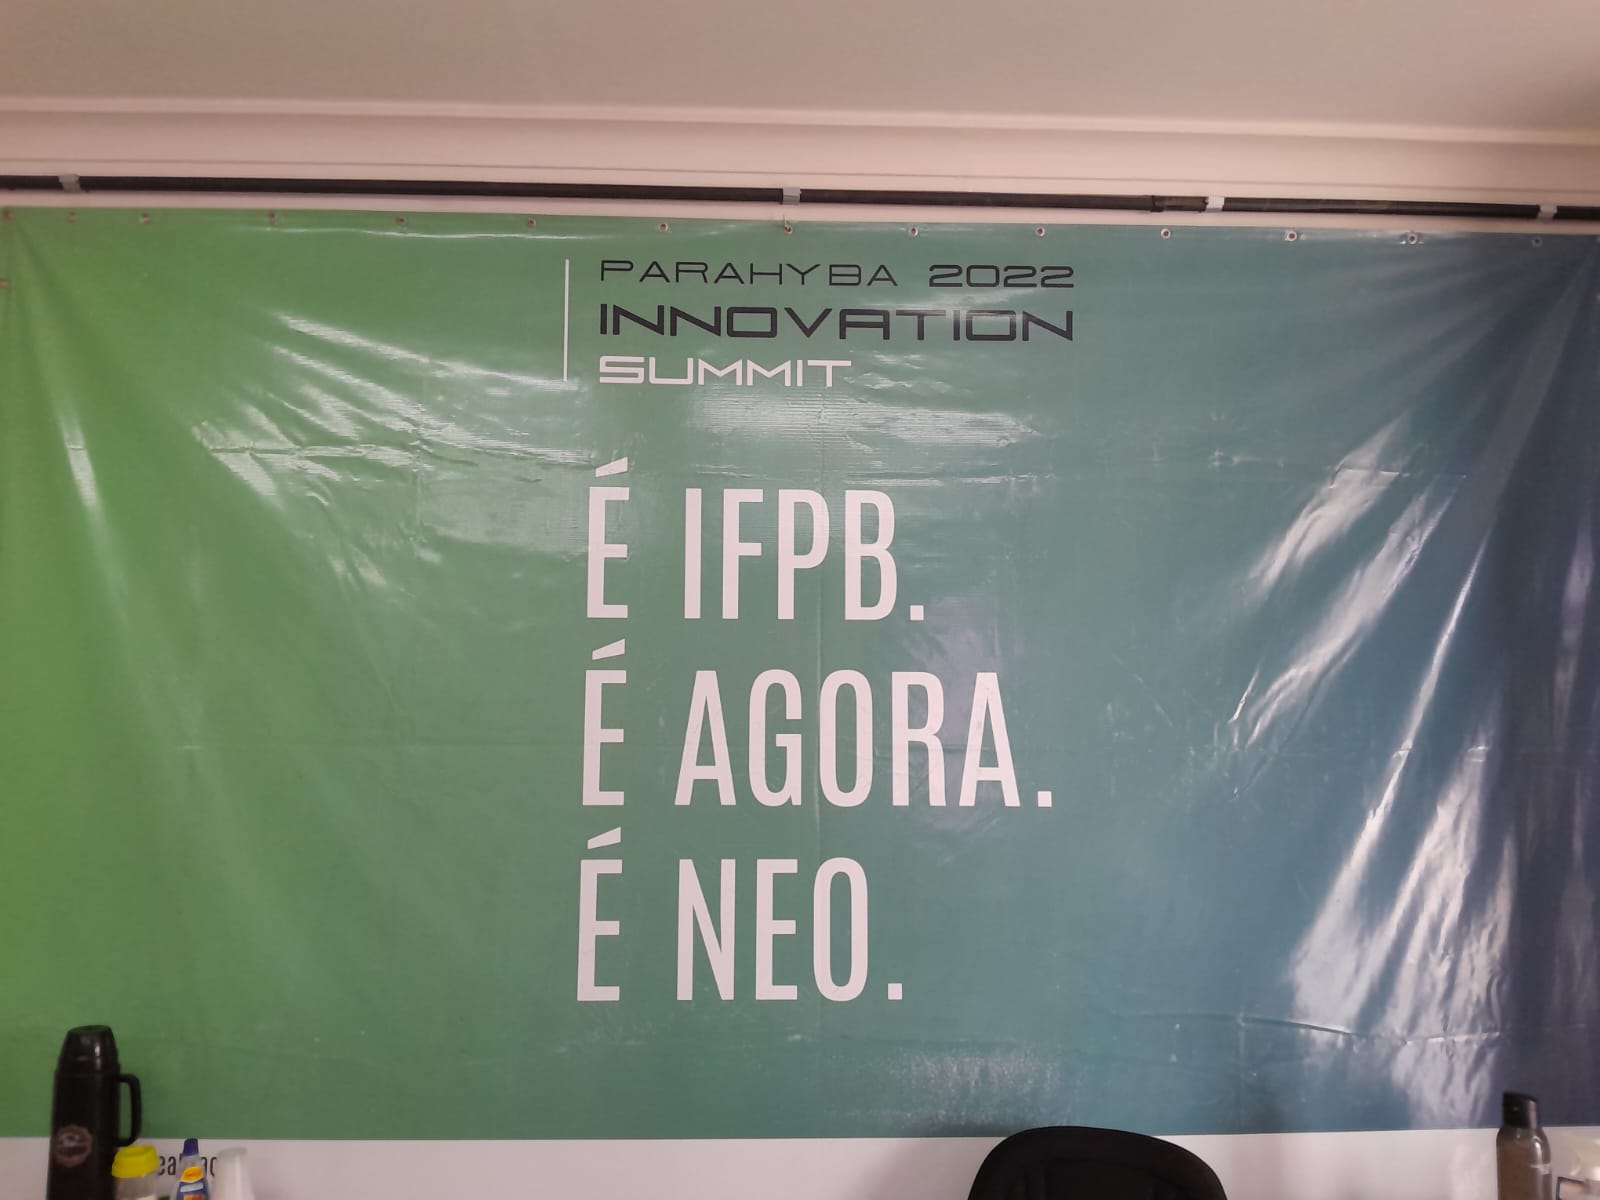 PARAHYBA 2022
INNOVATION
SUMMIT
É IFPB.
É AGORA.
É NEO.